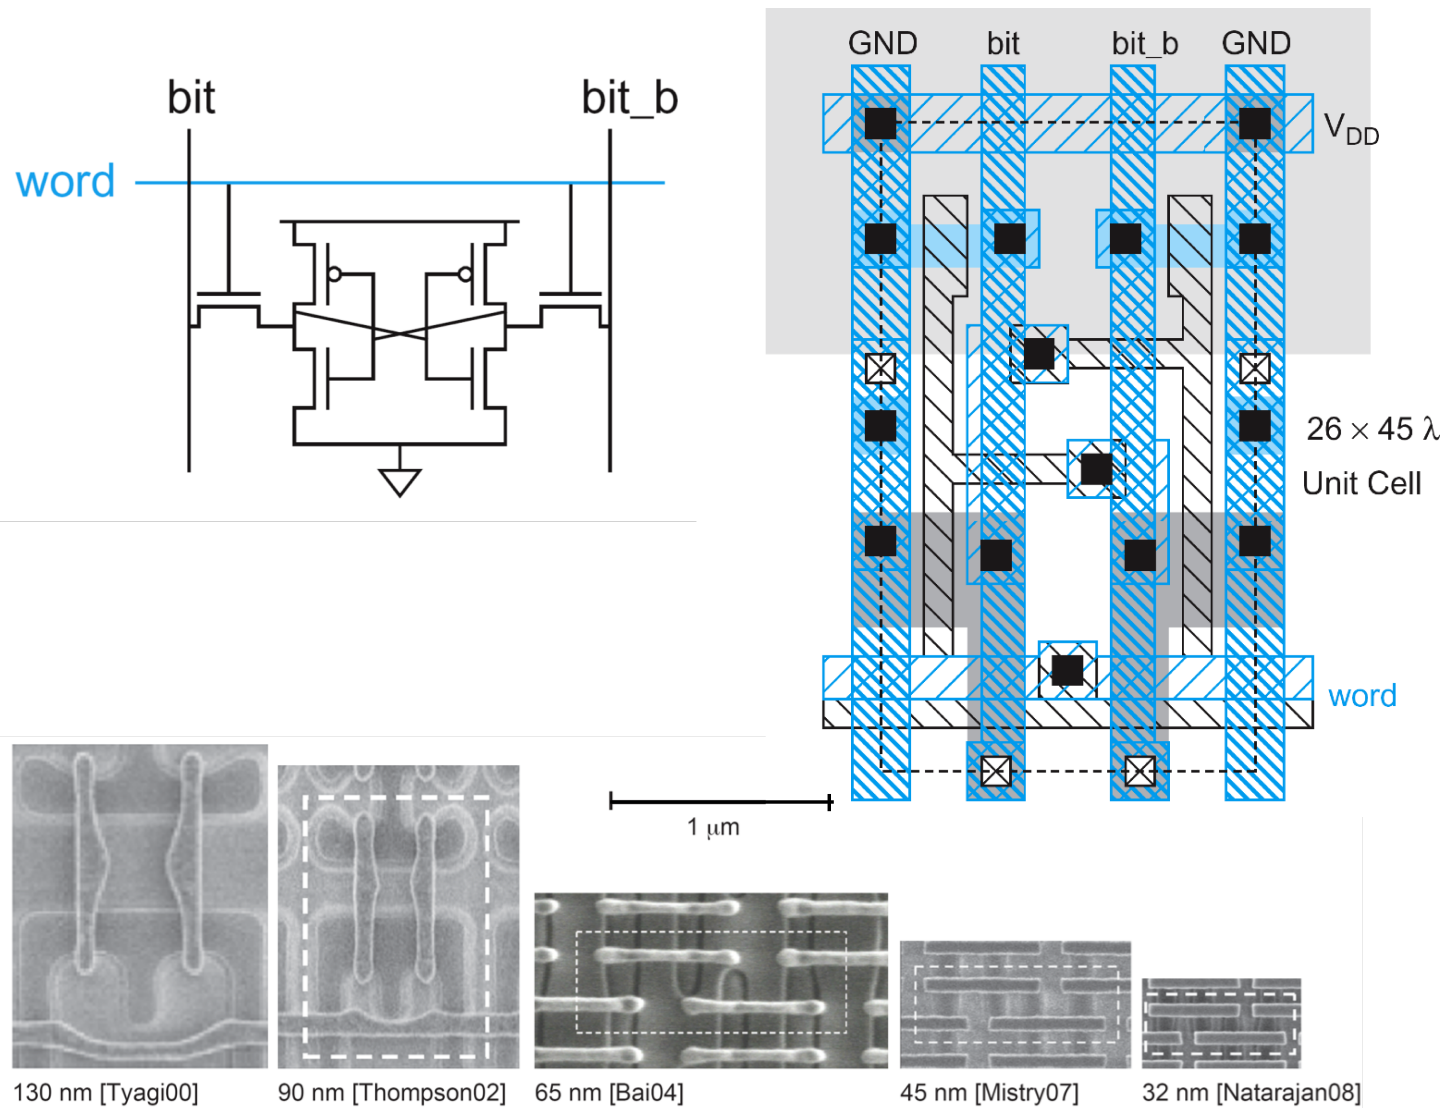 bit
bit_b
word
GND
bit
bit_b
GND
V_DD
26 × 45 λ
Unit Cell
word
1 μm
130 nm [Tyagi00]
90 nm [Thompson02]
65 nm [Bai04]
45 nm [Mistry07]
32 nm [Natarajan08]